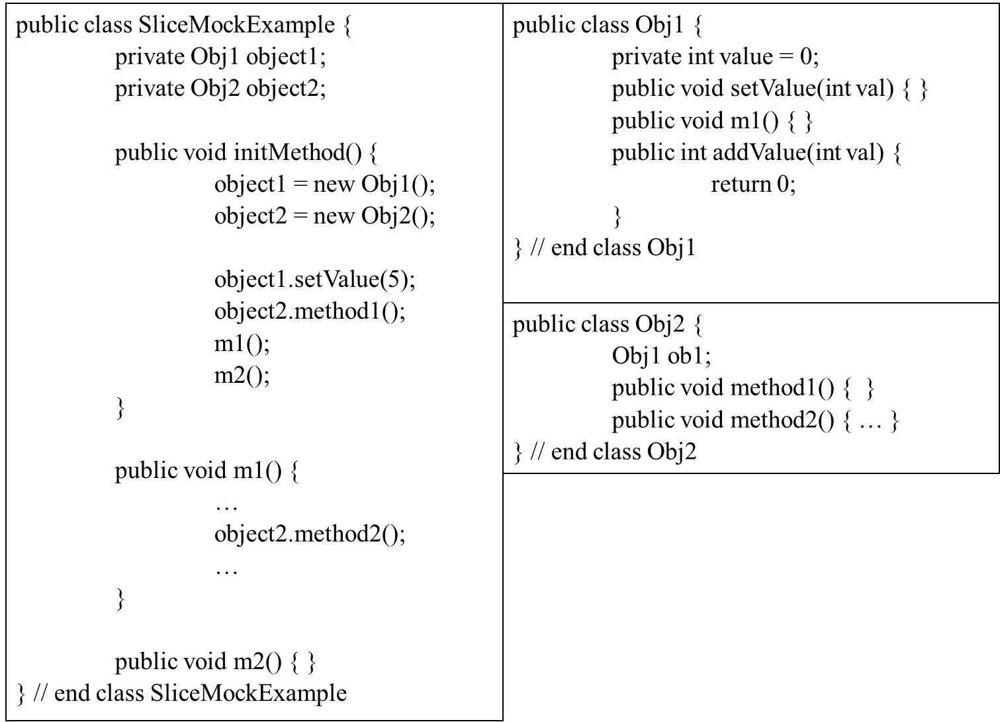 public class SliceMockExample {
private Obj1 object1;
private Obj2 object2;
public void initMethod() {
object1 = new Obj1();
object2 = new Obj2();
object1.setValue(5);
object2.method1();
m1();
m2();
}
public void m1() {
…
object2.method2();
…
}
public void m2() { }
} // end class SliceMockExample
public class Obj1 {
private int value = 0;
public void setValue(int val) { }
public void m1() { }
public int addValue(int val) {
return 0;
}
} // end class Obj1
public class Obj2 {
Obj1 ob1;
public void method1() {  }
public void method2() { … }
} // end class Obj2